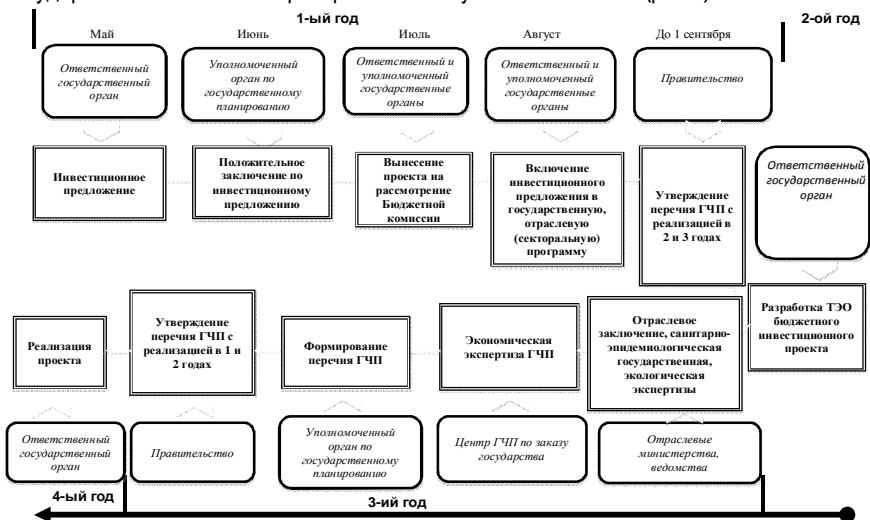 1-ый год
2-ой год
Май
Июнь
Июль
Август
До 1 сентября
Ответственный
государственный
орган
Уполномоченный
орган по
государственному
планированию
Ответственный и
уполномоченный
государственные
органы
Ответственный и
уполномоченный
государственные
органы
Правительство
Инвестиционное
предложение
Положительное
заключение по
инвестиционному
предложению
Вынесение
проекта на
рассмотрение
Бюджетной
комиссии
Включение
инвестиционного
предложения в
государственную,
отраслевую
(секторальную)
программу
Утверждение
перечня ГЧП с
реализацией в
2 и 3 годах
Ответственный
государственный
орган
Реализация
проекта
Утверждение
перечня ГЧП с
реализацией в 1 и
2 годах
Формирование
перечня ГЧП
Экономическая
экспертиза ГЧП
Отраслевое
заключение, санитарно-
эпидемиологическая
государственная,
экологическая
экспертизы
Разработка ТЭО
бюджетного
инвестиционного
проекта
Ответственный
государственный
орган
Правительство
Уполномоченный
орган по
государственному
планированию
Центр ГЧП по заказу
государства
Отраслевые
министерства,
ведомства
4-ый год
3-ий год